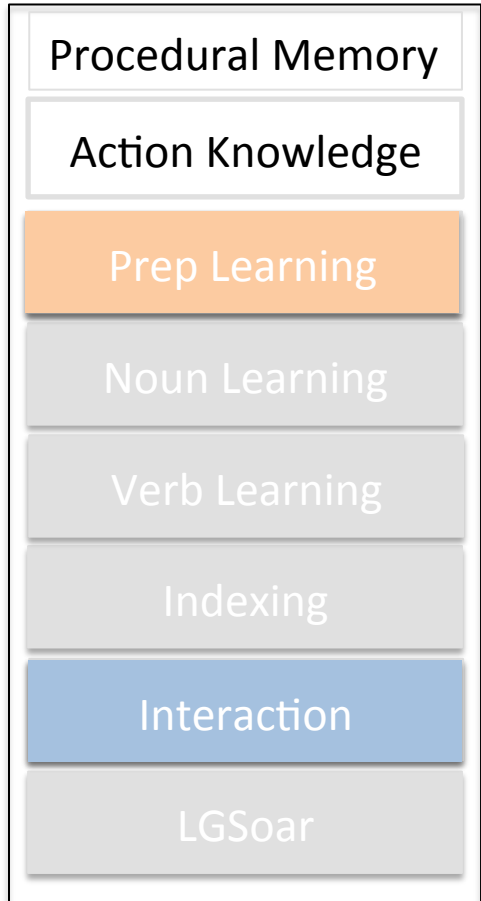 Procedural Memory
Action Knowledge
Prep Learning
Noun Learning
Verb Learning
Indexing
Interaction
LGSoar